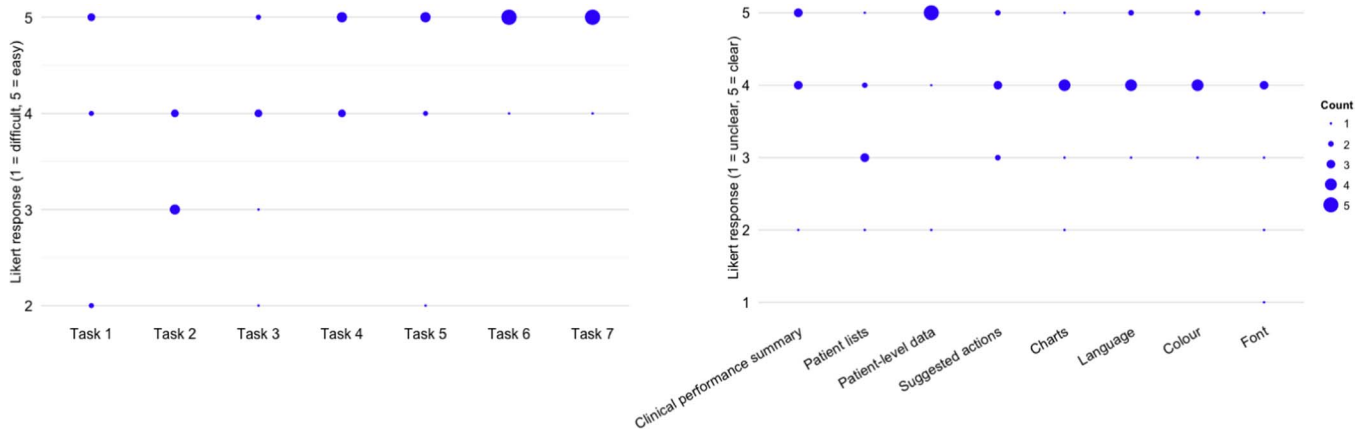 Likert response (1 = difficult, 5 = easy)
5
4
3
2
Task 1 Task 2 Task 3 Task 4 Task 5 Task 6 Task 7
Likert response (1 = unclear, 5 = clear)
5
4
3
2
1
Clinical performance summary
Patient lists
Patient-level data
Suggested actions
Charts
Language
Colour
Font
Count
1
2
3
4
5